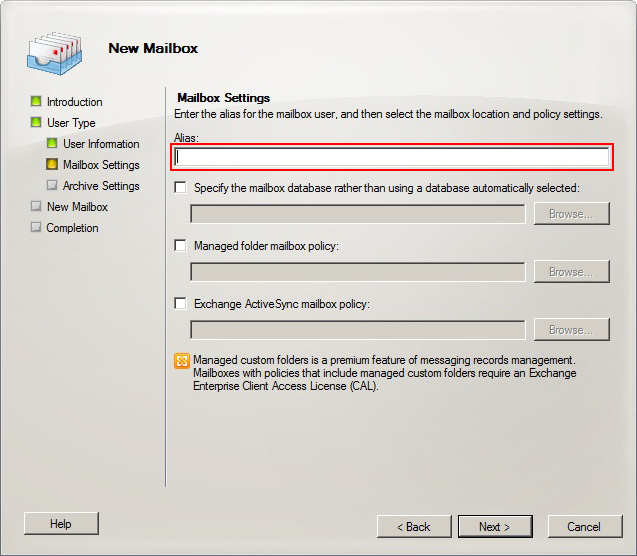 New Mailbox
Introduction
User Type
User Information
Mailbox Settings
Archive Settings
New Mailbox
Completion
Mailbox Settings
Enter the alias for the mailbox user, and then select the mailbox location and policy settings.
Alias:
Specify the mailbox database rather than using a database automatically selected:
Browse...
Managed folder mailbox policy:
Browse...
Exchange ActiveSync mailbox policy:
Browse...
Managed custom folders is a premium feature of messaging records management.
Mailboxes with policies that include managed custom folders require an Exchange
Enterprise Client Access License (CAL).
Help
< Back
Next >
Cancel